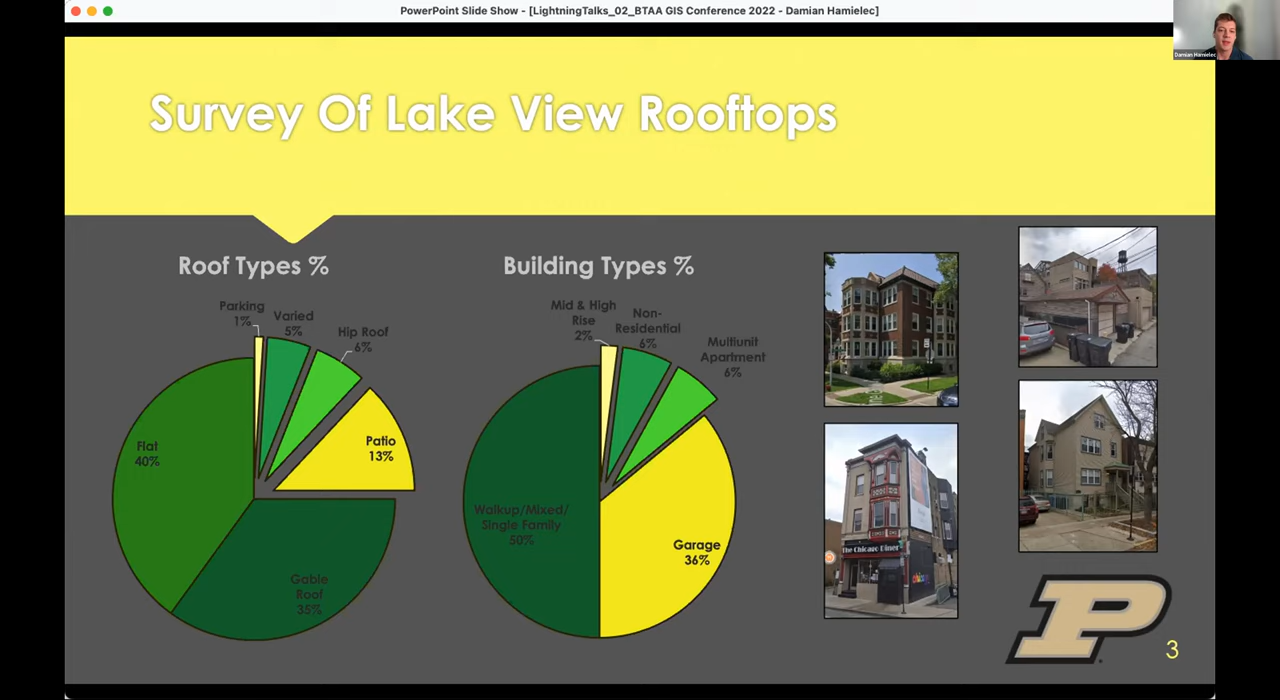 PowerPoint Slide Show - [LightningTalks_02_BTAA GIS Conference 2022 - Damian Hamielec]
Damian Hamielec
Survey Of Lake View Rooftops
Roof Types %
Parking
1%
Varied
5%
Hip Roof
6%
Patio
13%
Flat
40%
Gable
Roof
35%
Building Types %
Mid & High
Rise
2%
Non-
Residential
6%
Multiunit
Apartment
6%
Walkup/Mixed/
Single Family
50%
Garage
36%
The Chicago Diner
P
3